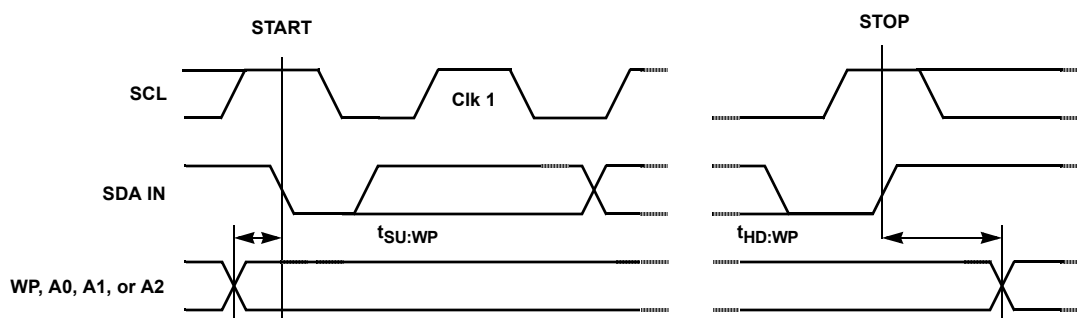 START
STOP
SCL
Clk 1
SDA IN
tSU:WP
tHD:WP
WP, A0, A1, or A2